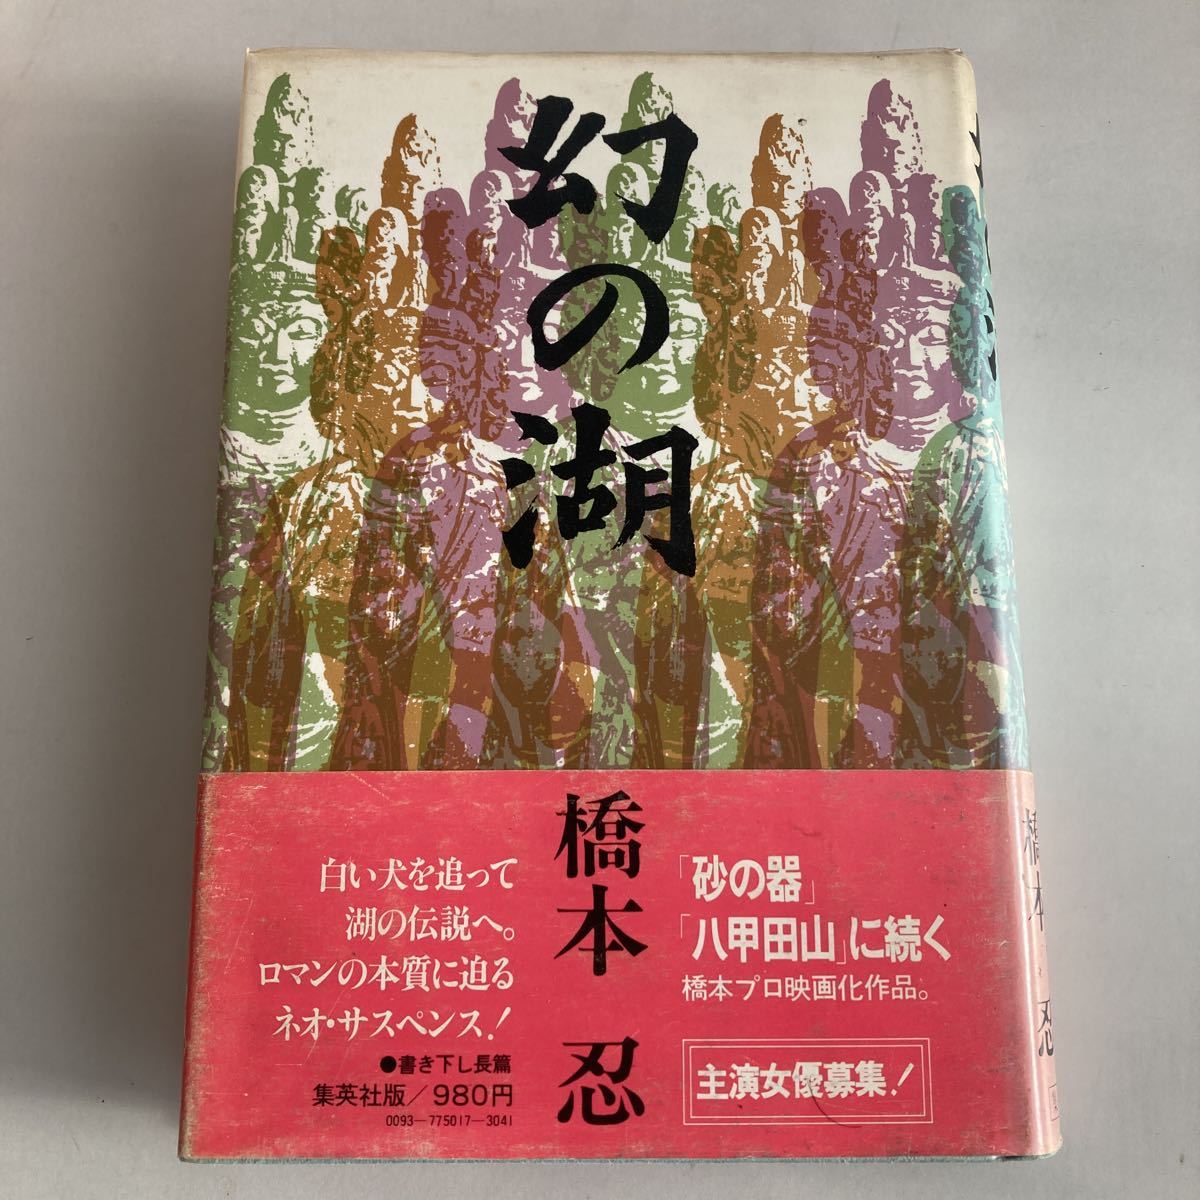 幻の湖
橋本 忍
「砂の器」
「八甲田山」に続く
橋本プロ映画化作品。
主演女優募集!
白い犬を追って
湖の伝説へ。
ロマンの本質に迫る
ネオ・サスペンス!
●書き下し長篇
集英社版/980円
0093-775017-3041
橋本 忍